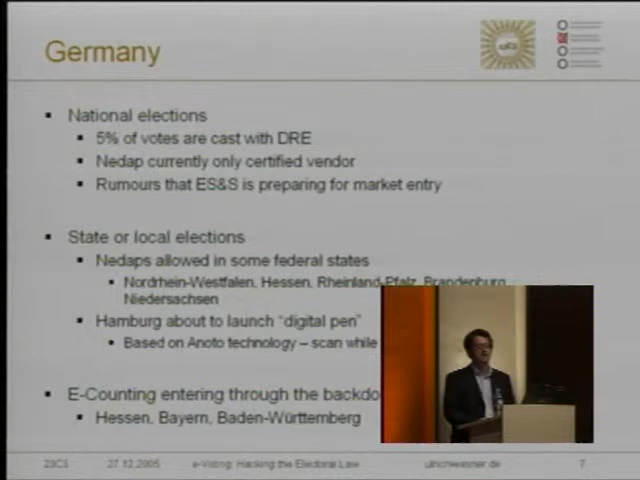 Germany
National elections
5% of votes are cast with DRE
Nedap currently only certified vendor
Rumours that ES&S is preparing for market entry
State or local elections
Nedaps allowed in some federal states
Nordrhein-Westfalen, Hessen, Rheinland-Pfalz, Brandenburg,
Niedersachsen
Hamburg about to launch "digital pen"
Based on Anoto technology – scan while
E-Counting entering through the backdo
Hessen, Bayern, Baden-Württemberg
23C3 27.12.2005 e-Voting: Hacking the Electoral Law ulrichwiesner.de 7